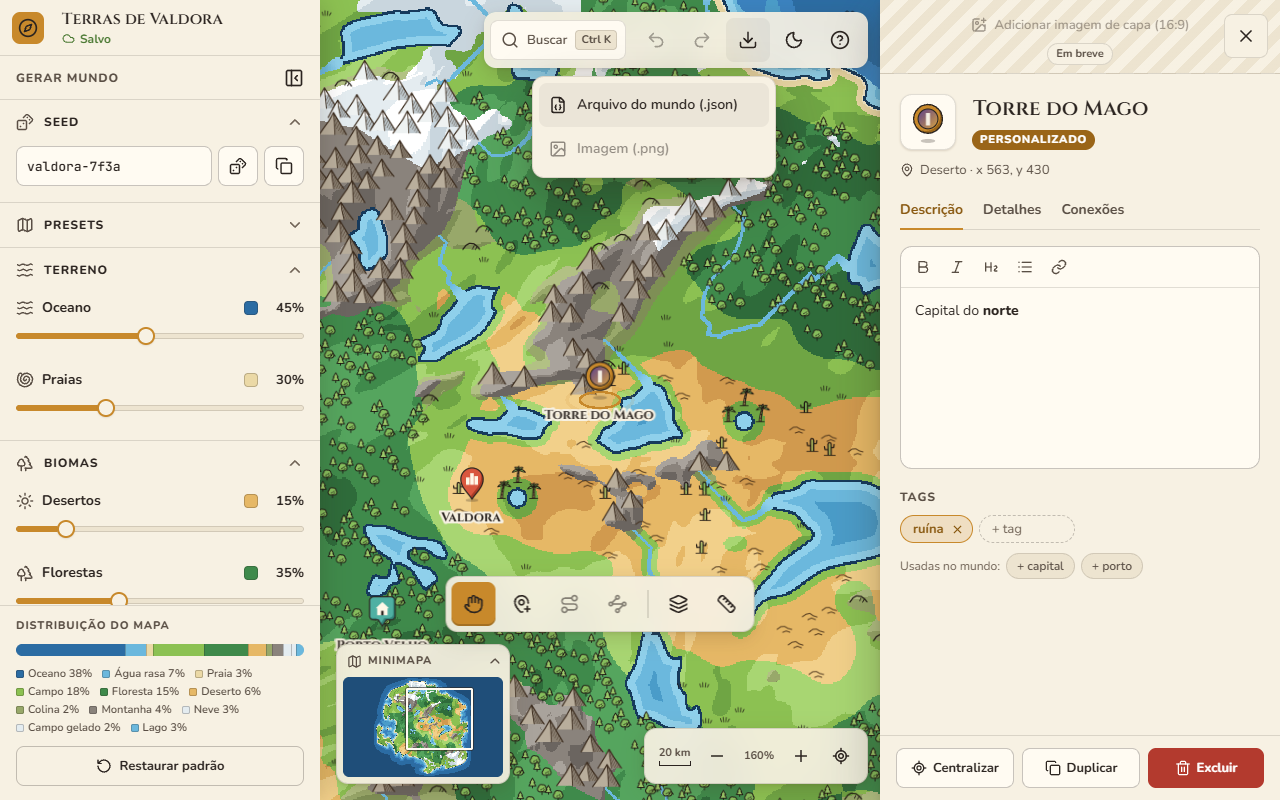 Terras de Valdora
Salvo
GERAR MUNDO
SEED
valdora-7f3a
PRESETS
TERRENO
Oceano 45%
Praias 30%
BIOMAS
Desertos 15%
Florestas 35%
DISTRIBUIÇÃO DO MAPA
Oceano 38% Água rasa 7% Praia 3%
Campo 18% Floresta 15% Deserto 6%
Colina 2% Montanha 4% Neve 3%
Campo gelado 2% Lago 3%
Restaurar padrão
Buscar Ctrl K
Arquivo do mundo (.json)
Imagem (.png)
Torre do Mago
Valdora
Porto Velho
MINIMAPA
20 km
160%
Adicionar imagem de capa (16:9)
Em breve
Torre do Mago
PERSONALIZADO
Deserto · x 563, y 430
Descrição Detalhes Conexões
B I H2
Capital do norte
TAGS
ruína + tag
Usadas no mundo: + capital + porto
Centralizar Duplicar Excluir